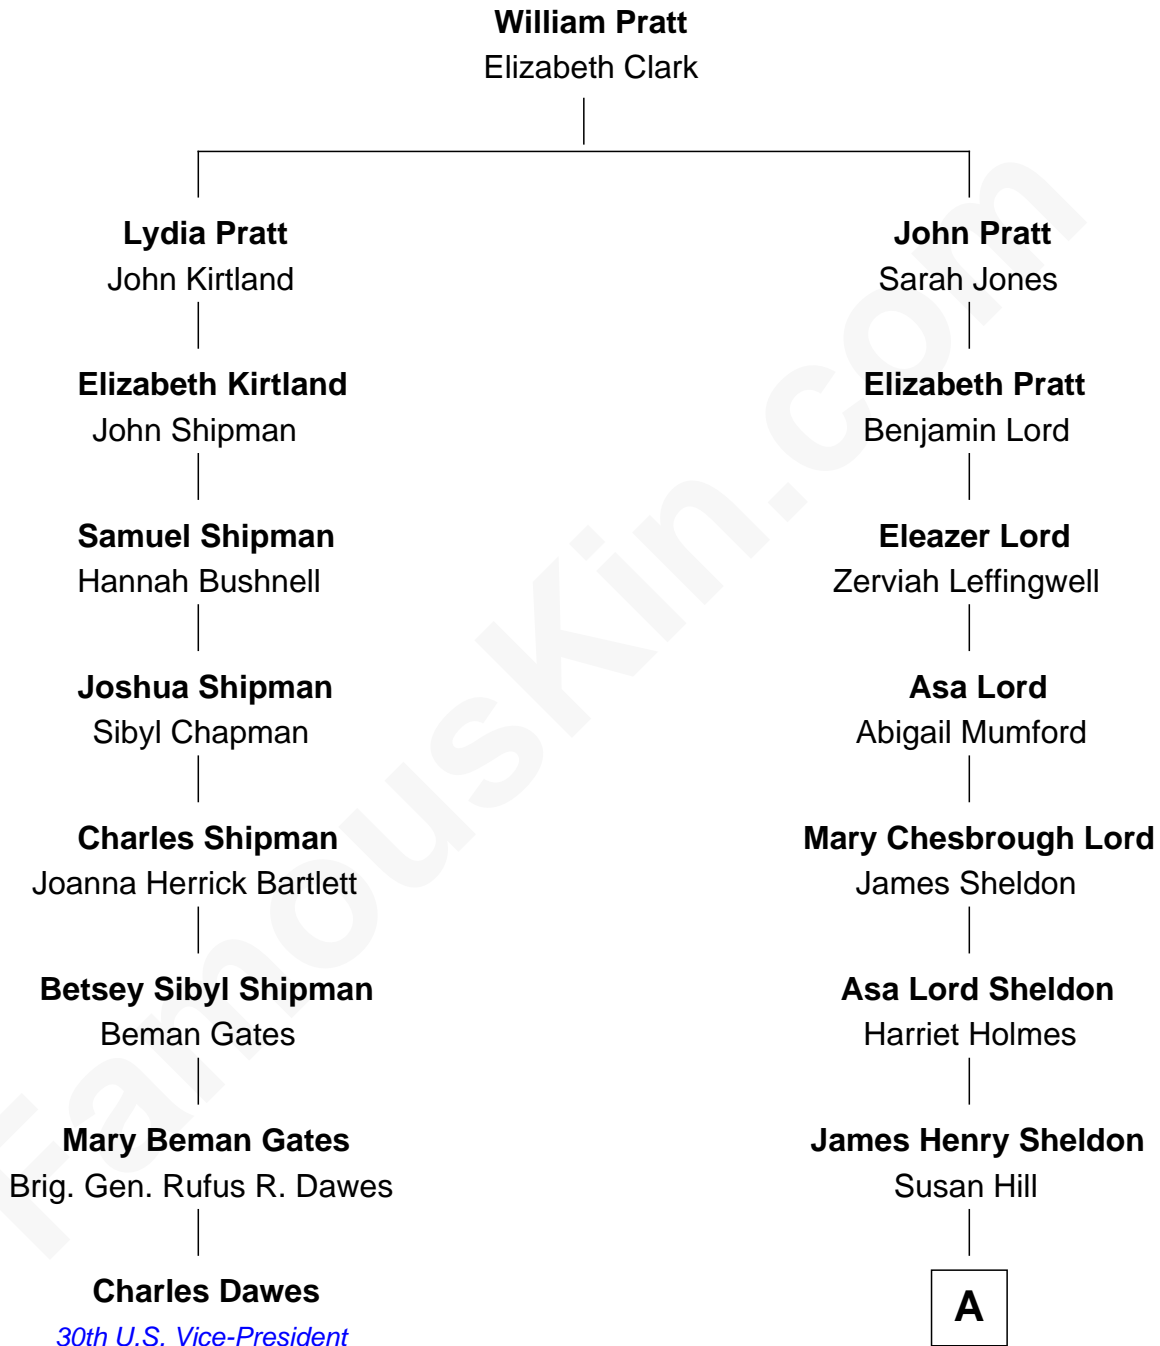 William Pratt
Elizabeth Clark
Lydia Pratt
John Kirtland
John Pratt
Sarah Jones
Elizabeth Kirtland
John Shipman
Elizabeth Pratt
Benjamin Lord
Samuel Shipman
Hannah Bushnell
Eleazer Lord
Zerviah Leffingwell
Joshua Shipman
Sibyl Chapman
Asa Lord
Abigail Mumford
Charles Shipman
Joanna Herrick Bartlett
Mary Chesbrough Lord
James Sheldon
Betsey Sibyl Shipman
Beman Gates
Asa Lord Sheldon
Harriet Holmes
Mary Beman Gates
Brig. Gen. Rufus R. Dawes
James Henry Sheldon
Susan Hill
Charles Dawes
30th U.S. Vice-President
A
FamousKin.com